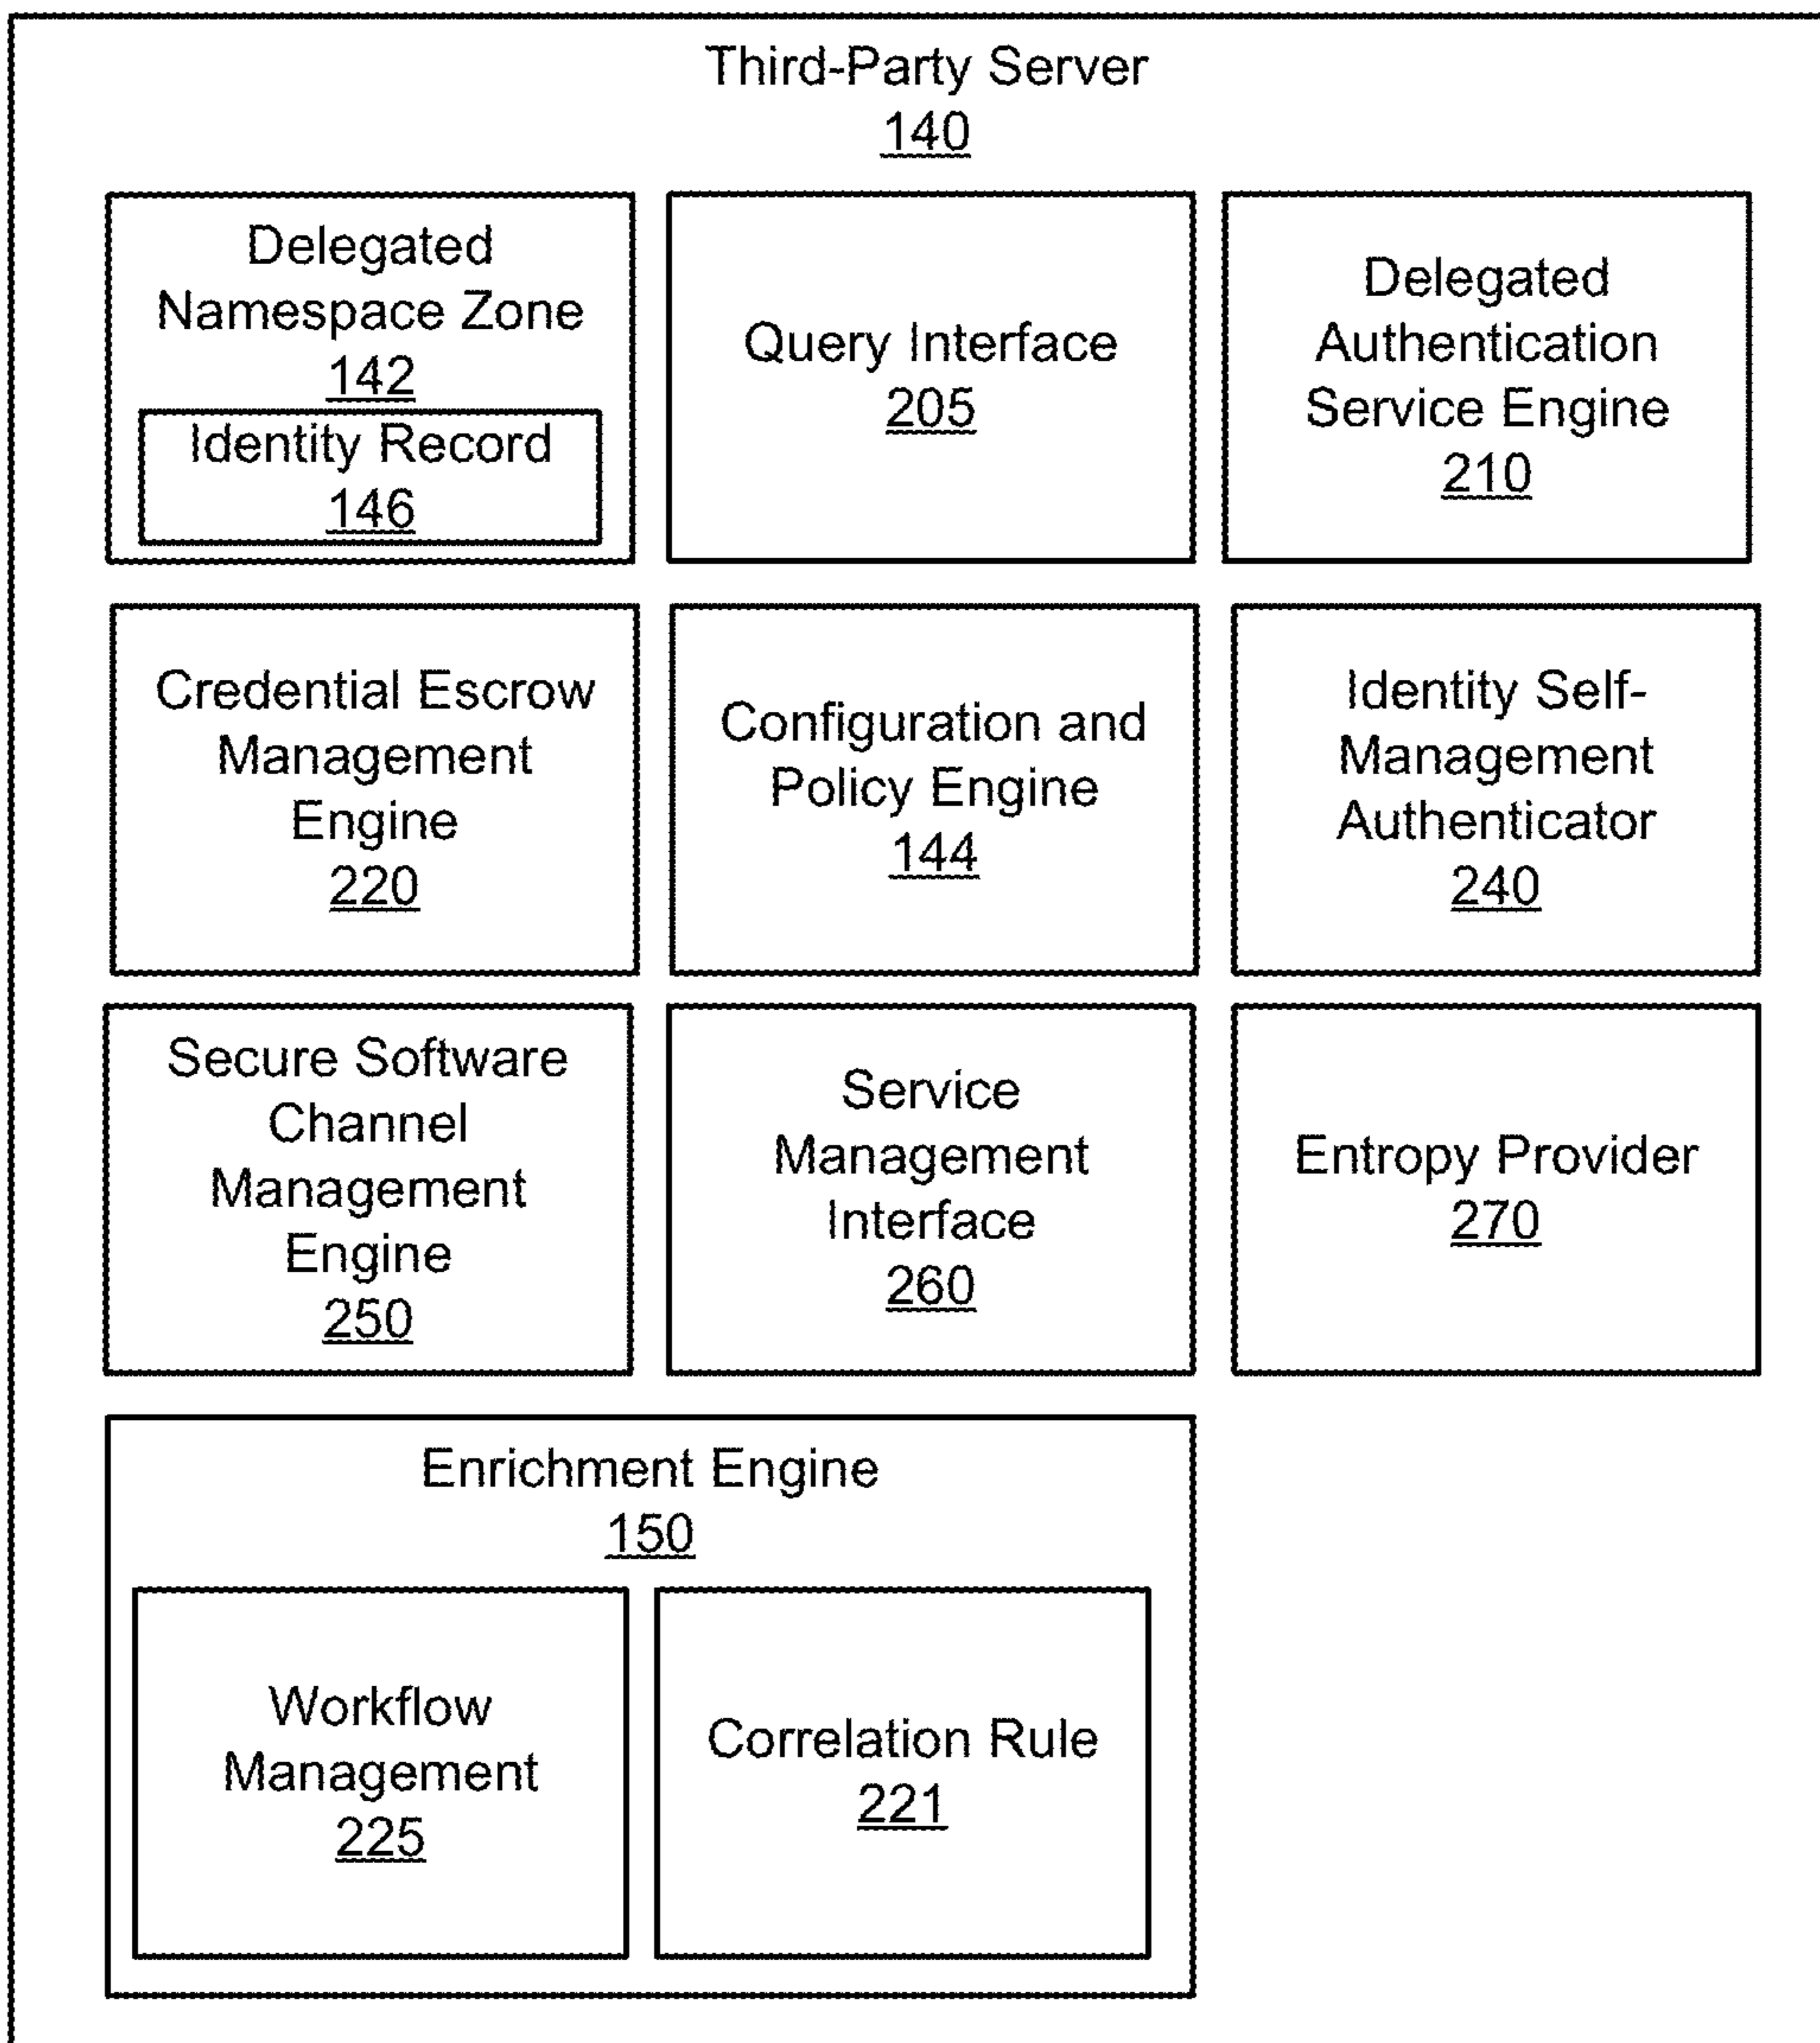 Third-Party Server
140
Delegated
Namespace Zone
142
Identity Record
146
Query Interface
205
Delegated
Authentication
Service Engine
210
Credential Escrow
Management
Engine
220
Configuration and
Policy Engine
144
Identity Self-
Management
Authenticator
240
Secure Software
Channel
Management
Engine
250
Service
Management
Interface
260
Entropy Provider
270
Enrichment Engine
150
Workflow
Management
225
Correlation Rule
221